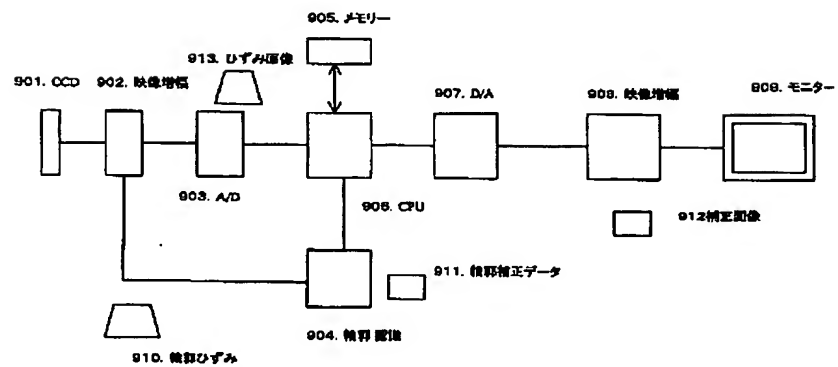 905. メモリー
913. ひずみ画像
901. CCD
902. 映像増幅
907. D/A
908. 映像増幅
909. モニター
903. A/D
906. CPU
912補正画像
911. 輪郭補正データ
904. 輪郭画像
910. 輪郭ひずみ